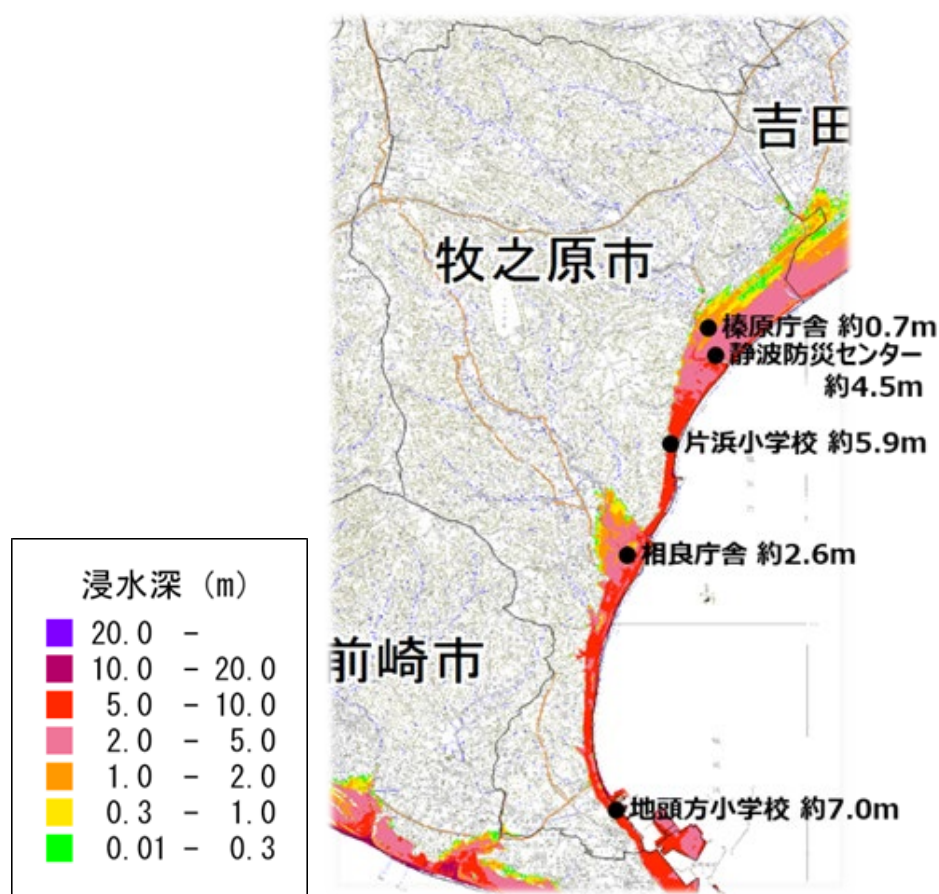 吉田
牧之原市
榛原庁舎 約0.7m
静波防災センター
約4.5m
片浜小学校 約5.9m
相良庁舎 約2.6m
前崎市
地頭方小学校 約7.0m
浸水深 (m)
20.0 -
10.0 - 20.0
5.0 - 10.0
2.0 - 5.0
1.0 - 2.0
0.3 - 1.0
0.01 - 0.3